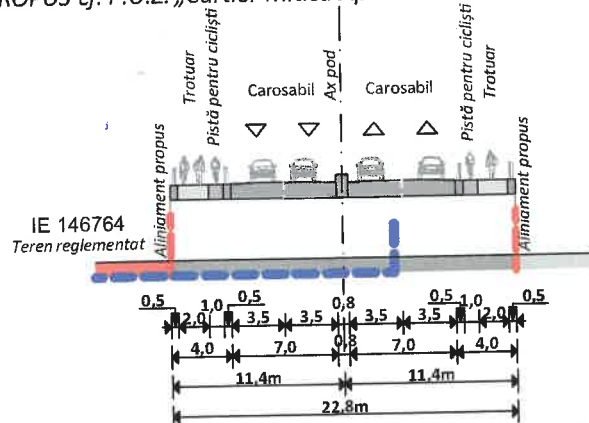 Trotuar
Pistă pentru cicliști
Carosabil
Ax pod
Carosabil
Pistă pentru cicliști
Trotuar
Aliniament propus
Aliniament propus
IE 146764
Teren reglementat
0,5 1,0 0,5 0,8 0,5 1,0 0,5
2,0 3,5 3,5 3,5 3,5 2,0
4,0 7,0 0,8 7,0 4,0
11,4m 11,4m
22,8m